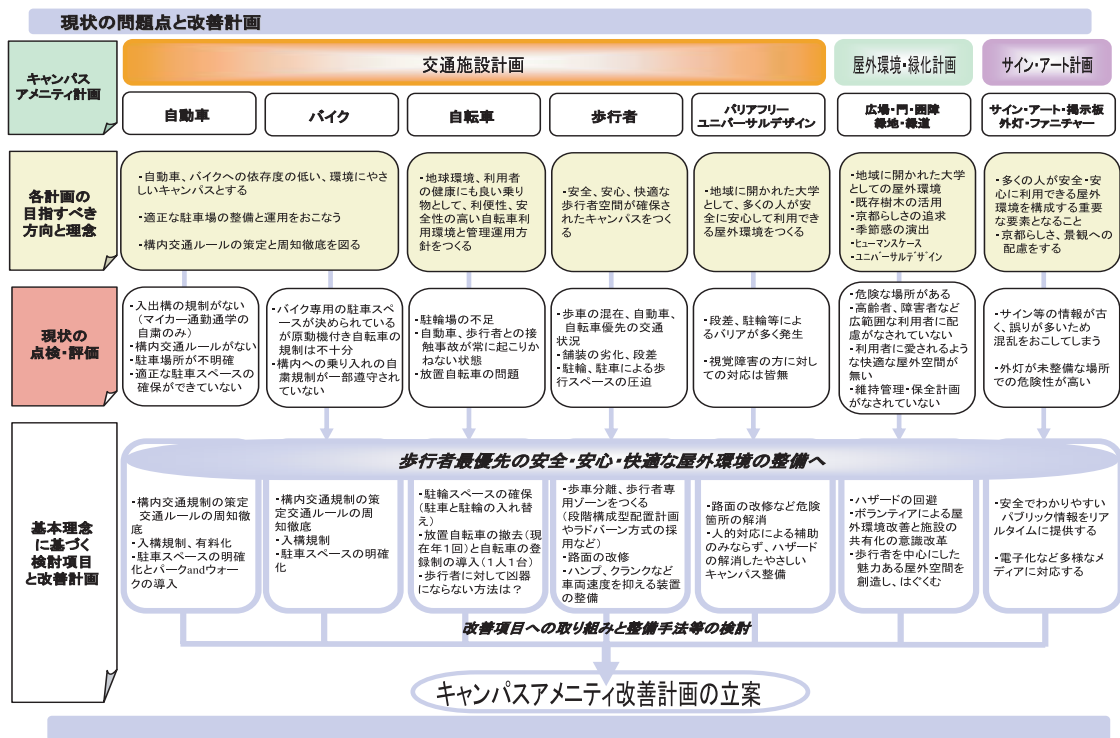 現状の問題点と改善計画
キャンパス
アメニティ計画
交通施設計画
屋外環境・緑化計画
サイン・アート計画
自動車
バイク
自転車
歩行者
バリアフリー
ユニバーサルデザイン
広場・門・囲障
緑地・緑道
サイン・アート・掲示板
外灯・ファニチャー
各計画の
目指すべき
方向と理念
・自動車、バイクへの依存度の低い、環境にやさ
しいキャンパスとする
・適正な駐車場の整備と運用をおこなう
・構内交通ルールの策定と周知徹底を図る
・地球環境、利用者
の健康にも良い乗り
物として、利便性、安
全性の高い自転車利
用環境と管理運用方
針をつくる
・安全、安心、快適な
歩行者空間が確保さ
れたキャンパスをつく
る
・地域に開かれた大学
として、多くの人が安
全に安心して利用でき
る屋外環境をつくる
・地域に開かれた大学
としての屋外環境
・既存樹木の活用
・京都らしさの追求
・季節感の演出
・ヒューマンスケース
・ユニバーサルデザイン
・多くの人が安全・安
心に利用できる屋外
環境を構成する重要
な要素となること
・京都らしさ、景観への
配慮をする
現状の
点検・評価
・入出構の規制がない
（マイカー通勤通学の
自粛のみ）
・構内交通ルールがない
・駐車場所が不明確
・適正な駐車スペースの
確保ができていない
・バイク専用の駐車スペ
ースが決められている
が原動機付き自転車の
規制は不十分
・構内への乗り入れの自
粛規制が一部遵守され
ていない
・駐輪場の不足
・自動車、歩行者との接
触事故が常に起こりか
ねない状態
・放置自転車の問題
・歩車の混在、自動車、
自転車優先の交通
状況
・舗装の劣化、段差
・駐輪、駐車による歩
行スペースの圧迫
・段差、駐輪等によ
るバリアが多く発生
・視覚障害の方に対し
ての対応は皆無
・危険な場所がある
・高齢者、障害者など
広範囲な利用者に配
慮がなされていない
・利用者に愛されるよう
な快適な屋外空間が
無い
・維持管理・保全計画
がなされていない
・サイン等の情報が古
く、誤りが多いため
混乱をおこしてしまう
・外灯が未整備な場所
での危険性が高い
基本理念
に基づく
検討項目
と改善計画
歩行者最優先の安全・安心・快適な屋外環境の整備へ
・構内交通規制の策定
交通ルールの周知徹
底
・入構規制、有料化
・駐車スペースの明確
化とパークandウォー
クの導入
・構内交通規制の策
定交通ルールの周
知徹底
・入構規制
・駐車スペースの明確
化
・駐輪スペースの確保
（駐車と駐輪の入れ替
え）
・放置自転車の撤去（現
在年１回）と自転車の登
録制の導入（１人１台）
・歩行者に対して凶器
にならない方法は？
・歩車分離、歩行者専
用ゾーンをつくる
（段階構成型配置計画
やラドバーン方式の採
用など）
・路面の改修
・ハンプ、クランクなど
車両速度を抑える装置
の整備
・路面の改修など危険
箇所の解消
・人的対応による補助
のみならず、ハザード
の解消したやさしい
キャンパス整備
・ハザードの回避
・ボランティアによる屋
外環境改善と施設の
共有化の意識改革
・歩行者を中心にした
魅力ある屋外空間を
創造し、はぐくむ
・安全でわかりやすい
パブリック情報をリア
ルタイムに提供する
・電子化など多様なメ
ディアに対応する
改善項目への取り組みと整備手法等の検討
キャンパスアメニティ改善計画の立案